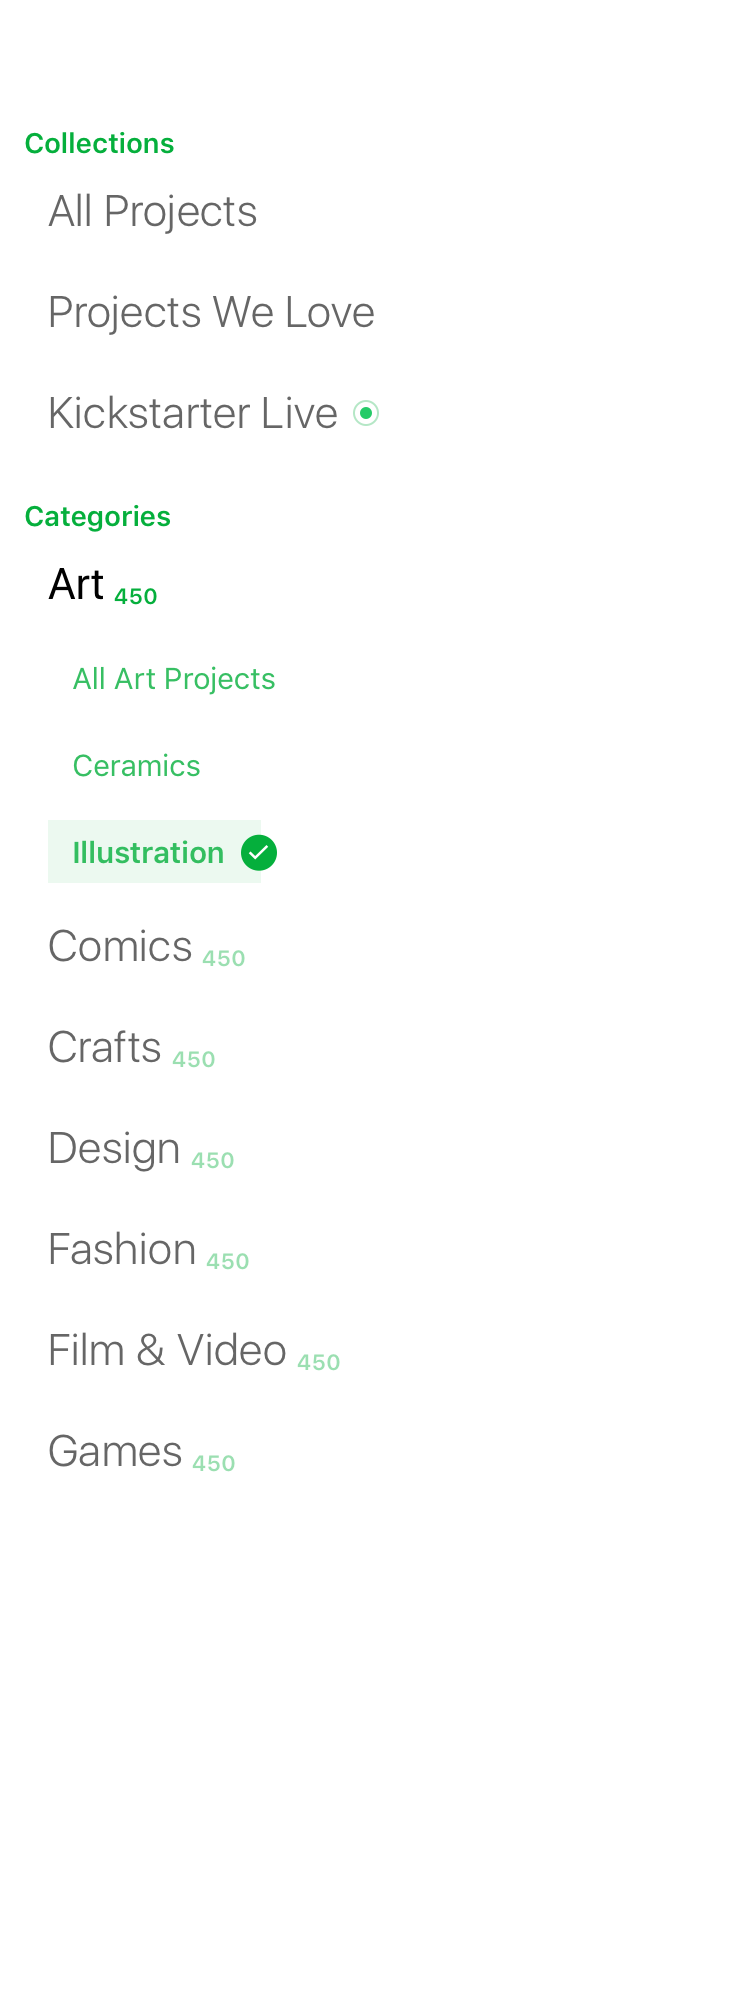 Collections
All Projects
Projects We Love
Kickstarter Live
Categories
Art 450
All Art Projects
Ceramics
Illustration
Comics 450
Crafts 450
Design 450
Fashion 450
Film & Video 450
Games 450